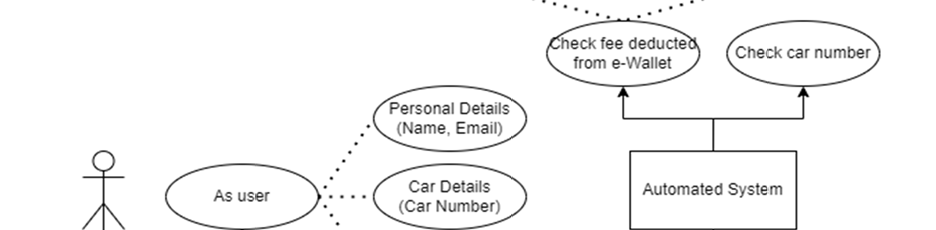 Check fee deducted
from e-Wallet
Check car number
Personal Details
(Name, Email)
As user
Car Details
(Car Number)
Automated System